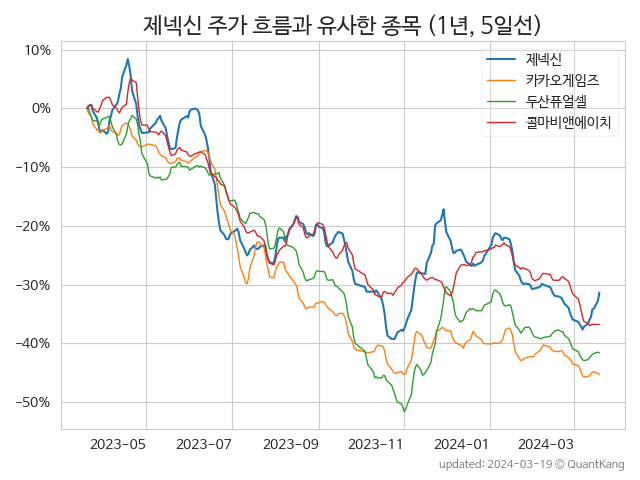 제넥신 주가 흐름과 유사한 종목 (1년, 5일선)
제넥신
카카오게임즈
두산퓨얼셀
콜마비앤에이치
10%
0%
−10%
−20%
−30%
−40%
−50%
2023-05 2023-07 2023-09 2023-11 2024-01 2024-03
updated: 2024-03-19 © QuantKang